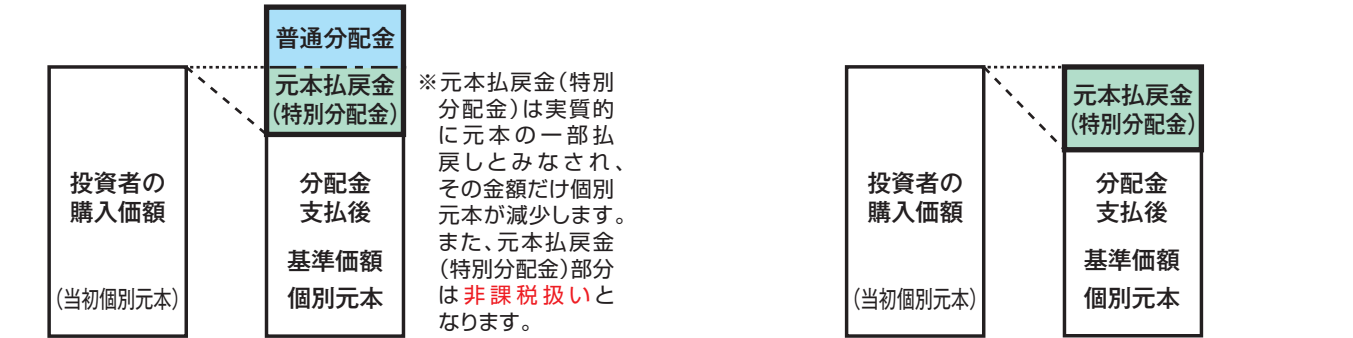 普通分配金
元本払戻金
(特別分配金)
投資者の
購入価額
(当初個別元本)
分配金
支払後
基準価額
個別元本
※元本払戻金(特別
分配金)は実質的
に元本の一部払
戻しとみなされ、
その金額だけ個別
元本が減少します。
また、元本払戻金
(特別分配金)部分
は非課税扱いと
なります。
元本払戻金
(特別分配金)
投資者の
購入価額
(当初個別元本)
分配金
支払後
基準価額
個別元本